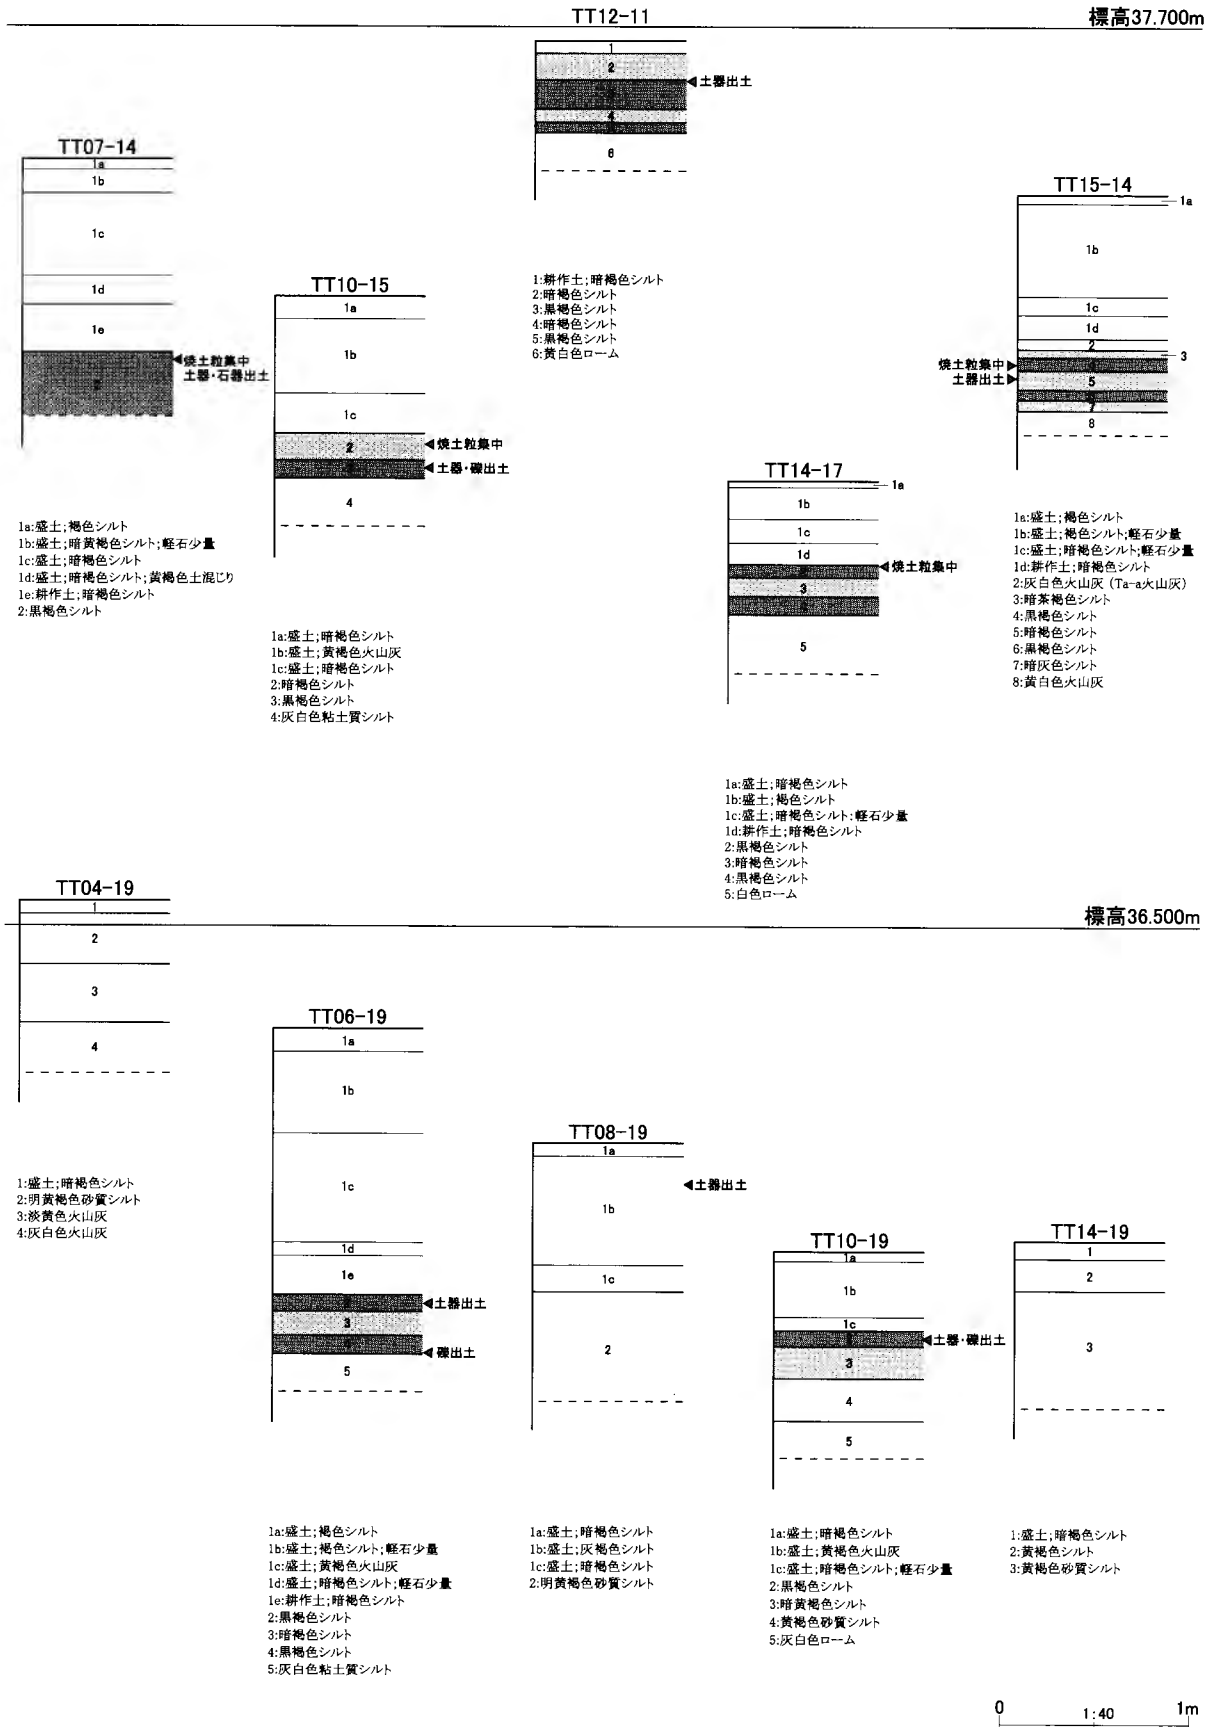 TT12-11
標高37.700m
1
2
◀土器出土
3
4
5
6
1:耕作土;暗褐色シルト
2:暗褐色シルト
3:黒褐色シルト
4:暗褐色シルト
5:黒褐色シルト
6:黄白色ローム
TT07-14
1a
1b
1c
1d
1e
2
◀焼土粒集中
土器・石器出土
1a:盛土;褐色シルト
1b:盛土;暗黄褐色シルト;軽石少量
1c:盛土;暗褐色シルト
1d:盛土;暗褐色シルト;黄褐色土混じり
1e:耕作土;暗褐色シルト
2:黒褐色シルト
TT10-15
1a
1b
1c
2
◀焼土粒集中
3
◀土器・礫出土
4
1a:盛土;暗褐色シルト
1b:盛土;黄褐色火山灰
1c:盛土;暗褐色シルト
2:暗褐色シルト
3:黒褐色シルト
4:灰白色粘土質シルト
TT15-14
1a
1b
1c
1d
2
3
焼土粒集中▶
4
土器出土▶
5
6
7
8
1a:盛土;褐色シルト
1b:盛土;褐色シルト;軽石少量
1c:盛土;暗褐色シルト;軽石少量
1d:耕作土;暗褐色シルト
2:灰白色火山灰(Ta-a火山灰)
3:暗茶褐色シルト
4:黒褐色シルト
5:暗褐色シルト
6:黒褐色シルト
7:暗灰色シルト
8:黄白色火山灰
TT14-17
1a
1b
1c
1d
2
◀焼土粒集中
3
5
1a:盛土;暗褐色シルト
1b:盛土;褐色シルト
1c:盛土;暗褐色シルト;軽石少量
1d:耕作土;暗褐色シルト
2:黒褐色シルト
3:暗褐色シルト
4:黒褐色シルト
5:白色ローム
TT04-19
標高36.500m
1
2
3
4
1:盛土;暗褐色シルト
2:明黄褐色砂質シルト
3:淡黄色火山灰
4:灰白色火山灰
TT06-19
1a
1b
1c
1d
1e
2
◀土器出土
3
4
◀礫出土
5
1a:盛土;褐色シルト
1b:盛土;褐色シルト;軽石少量
1c:盛土;黄褐色火山灰
1d:盛土;暗褐色シルト;軽石少量
1e:耕作土;暗褐色シルト
2:黒褐色シルト
3:暗褐色シルト
4:黒褐色シルト
5:灰白色粘土質シルト
TT08-19
1a
◀土器出土
1b
1c
2
1a:盛土;暗褐色シルト
1b:盛土;灰褐色シルト
1c:盛土;暗褐色シルト
2:明黄褐色砂質シルト
TT10-19
1a
1b
1c
2
◀土器・礫出土
3
4
5
1a:盛土;暗褐色シルト
1b:盛土;黄褐色火山灰
1c:盛土;暗褐色シルト;軽石少量
2:黒褐色シルト
3:暗黄褐色シルト
4:黄褐色砂質シルト
5:灰白色ローム
TT14-19
1
2
3
1:盛土;暗褐色シルト
2:黄褐色シルト
3:黄褐色砂質シルト
0 1:40 1m